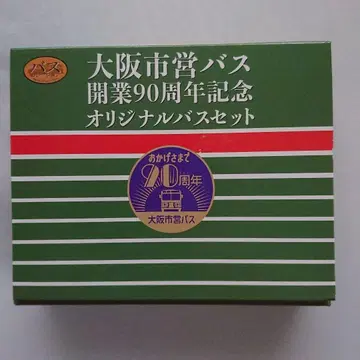 バス
大阪市営バス
開業90周年記念
オリジナルバスセット
おかげさまで
90周年
大阪市営バス